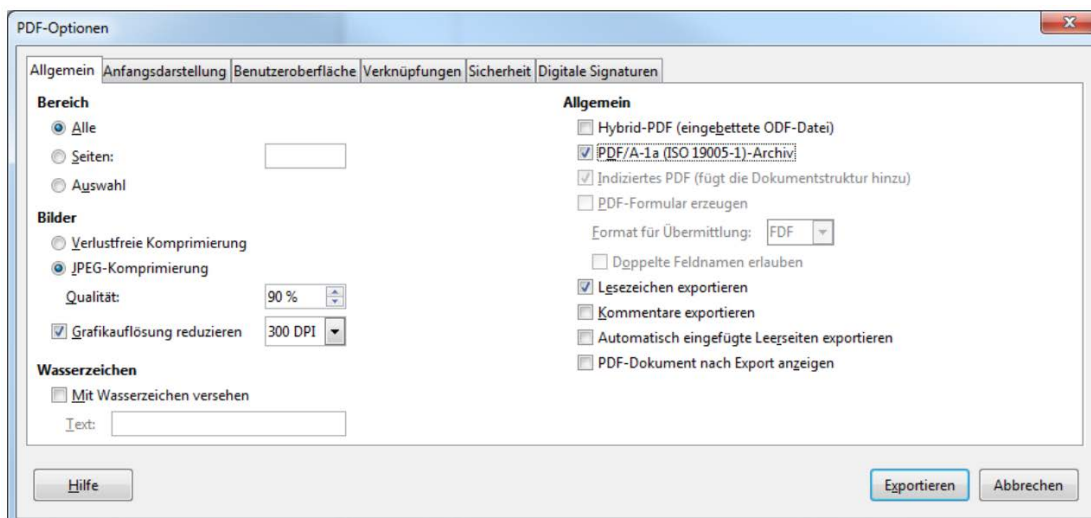 PDF-Optionen
Allgemein Anfangsdarstellung Benutzeroberfläche Verknüpfungen Sicherheit Digitale Signaturen
Bereich
Alle
Seiten:
Auswahl
Bilder
Verlustfreie Komprimierung
JPEG-Komprimierung
Qualität: 90 %
Grafikauflösung reduzieren 300 DPI
Wasserzeichen
Mit Wasserzeichen versehen
Text:
Allgemein
Hybrid-PDF (eingebettete ODF-Datei)
PDF/A-1a (ISO 19005-1)-Archiv
Indiziertes PDF (fügt die Dokumentstruktur hinzu)
PDF-Formular erzeugen
Format für Übermittlung: FDF
Doppelte Feldnamen erlauben
Lesezeichen exportieren
Kommentare exportieren
Automatisch eingefügte Leerseiten exportieren
PDF-Dokument nach Export anzeigen
Hilfe Exportieren Abbrechen